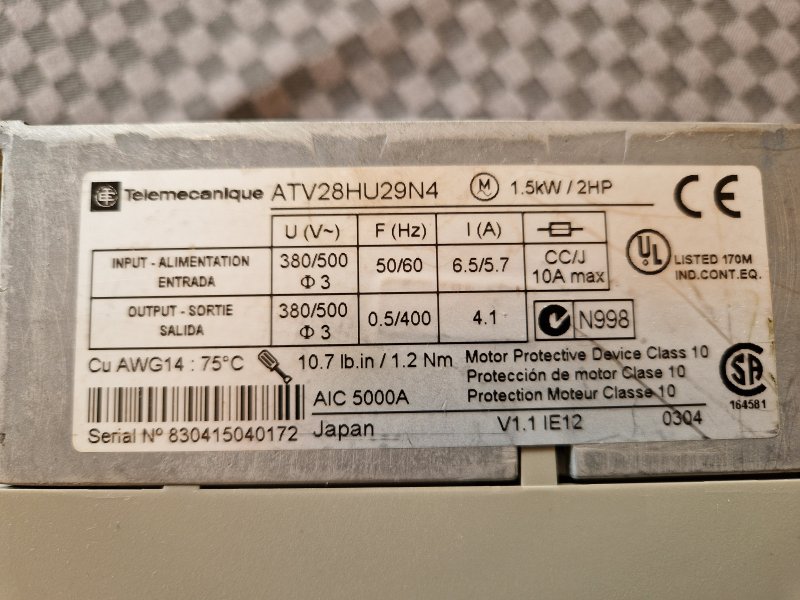 Telemecanique ATV28HU29N4 M 1.5kW / 2HP CE
U (V~) F (Hz) I (A)
INPUT - ALIMENTATION
ENTRADA
380/500
Φ 3
50/60
6.5/5.7
CC/J
10A max
UL LISTED 170M
IND.CONT.EQ.
OUTPUT - SORTIE
SALIDA
380/500
Φ 3
0.5/400
4.1
N998
Cu AWG14 : 75°C 10.7 lb.in / 1.2 Nm
Motor Protective Device Class 10
Protección de motor Clase 10
Protection Moteur Classe 10
SA
164581
AIC 5000A
Serial Nº 830415040172 Japan V1.1 IE12 0304